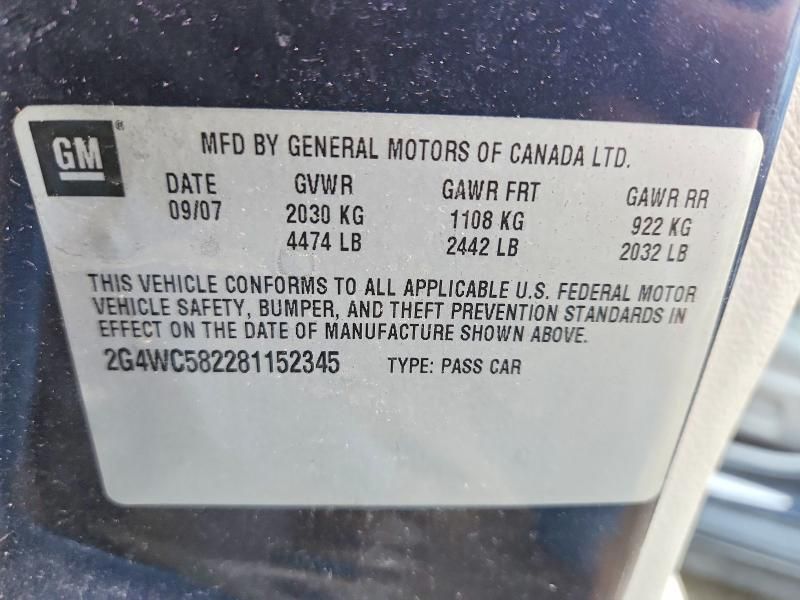 GM®
MFD BY GENERAL MOTORS OF CANADA LTD.
DATE GVWR GAWR FRT GAWR RR
09/07 2030 KG 1108 KG 922 KG
4474 LB 2442 LB 2032 LB
THIS VEHICLE CONFORMS TO ALL APPLICABLE U.S. FEDERAL MOTOR
VEHICLE SAFETY, BUMPER, AND THEFT PREVENTION STANDARDS IN
EFFECT ON THE DATE OF MANUFACTURE SHOWN ABOVE.
2G4WC582281152345 TYPE: PASS CAR